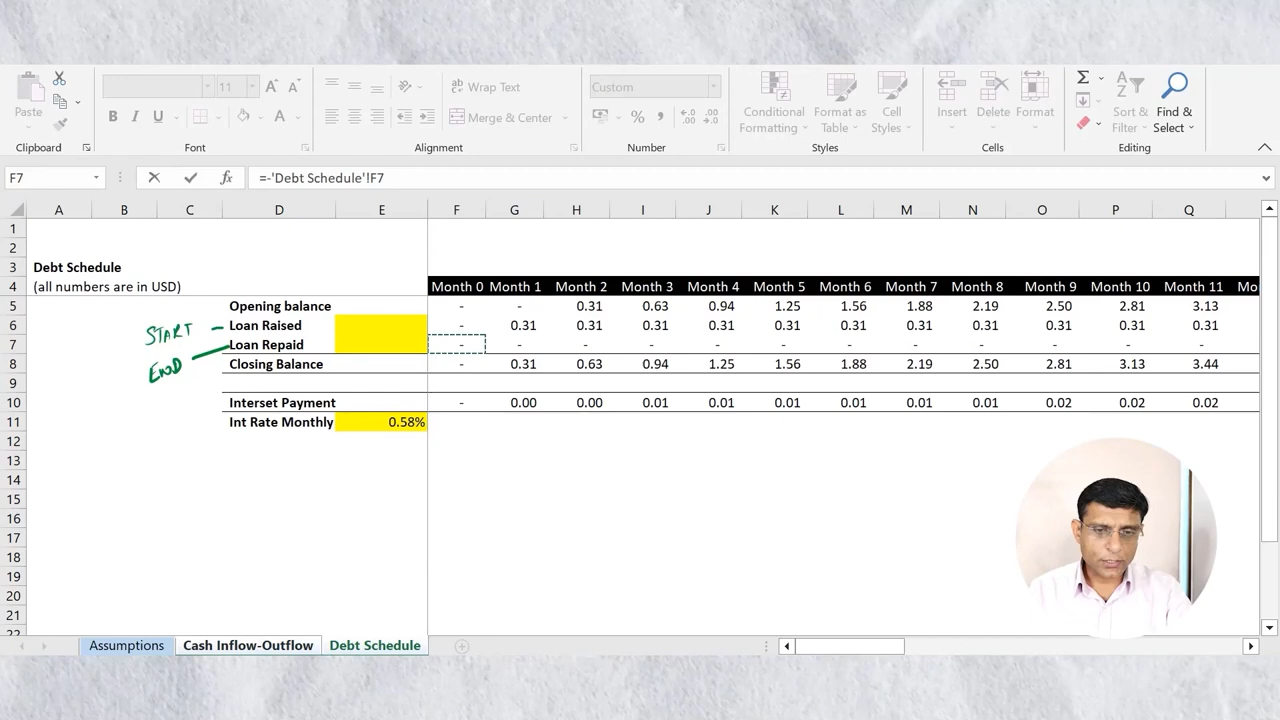 11
Wrap Text
Custom
Paste
B I U
Merge & Center
%
Conditional Formatting
Format as Table
Cell Styles
Insert
Delete
Format
Sort & Filter
Find & Select
Clipboard
Font
Alignment
Number
Styles
Cells
Editing
F7
fx
=-'Debt Schedule'!F7
A B C D E F G H I J K L M N O P Q
1
2
3 Debt Schedule
4 (all numbers are in USD) Month 0 Month 1 Month 2 Month 3 Month 4 Month 5 Month 6 Month 7 Month 8 Month 9 Month 10 Month 11 Mo
5 Opening balance - - 0.31 0.63 0.94 1.25 1.56 1.88 2.19 2.50 2.81 3.13
6 START - Loan Raised - 0.31 0.31 0.31 0.31 0.31 0.31 0.31 0.31 0.31 0.31 0.31
7 Loan Repaid - - - - - - - - - - - -
8 END Closing Balance - 0.31 0.63 0.94 1.25 1.56 1.88 2.19 2.50 2.81 3.13 3.44
9
10 Interset Payment - 0.00 0.00 0.01 0.01 0.01 0.01 0.01 0.01 0.02 0.02 0.02
11 Int Rate Monthly 0.58%
12
13
14
15
16
17
18
19
20
21
22
Assumptions Cash Inflow-Outflow Debt Schedule